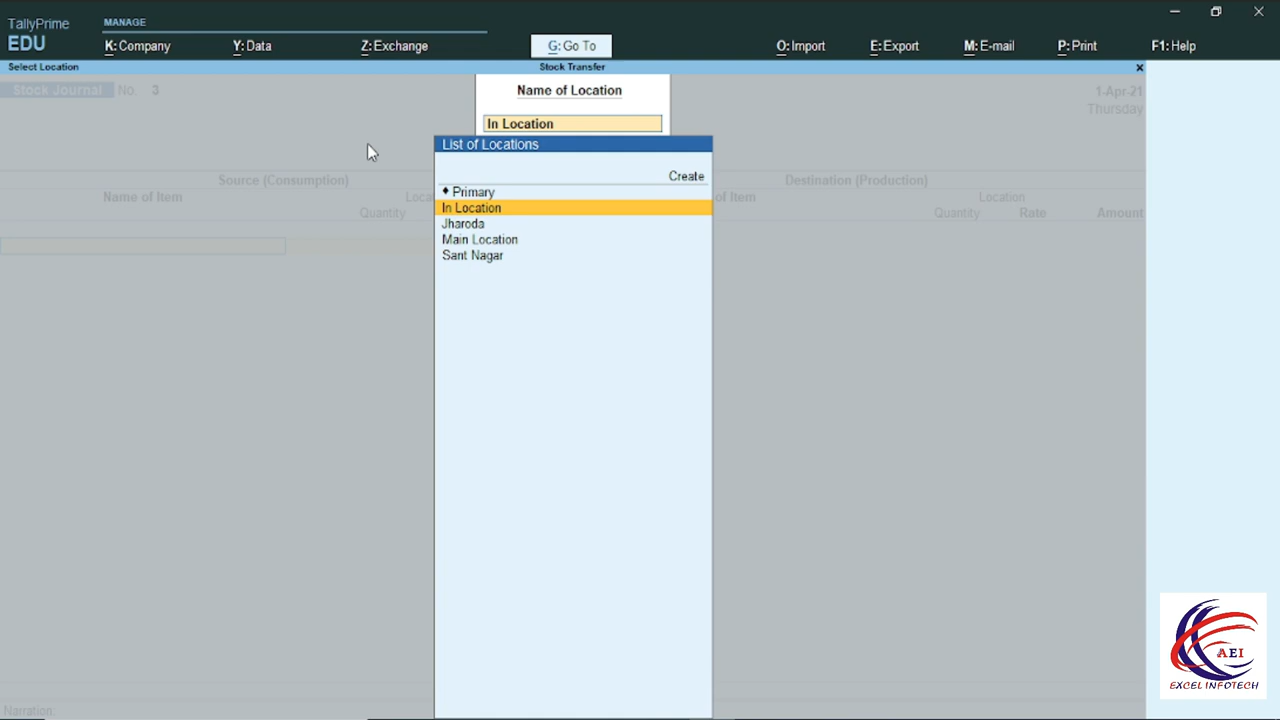 TallyPrime
EDU
MANAGE
K: Company
Y: Data
Z: Exchange
G: Go To
O: Import
E: Export
M: E-mail
P: Print
F1: Help
Select Location
Stock Transfer
Stock Journal No. 3
1-Apr-21
Thursday
Name of Location
In Location
List of Locations
Create
♦ Primary
In Location
Jharoda
Main Location
Sant Nagar
Source (Consumption)
Destination (Production)
Name of Item
of Item
Location
Quantity
Quantity
Rate
Amount
Narration:
AEI
EXCEL INFOTECH